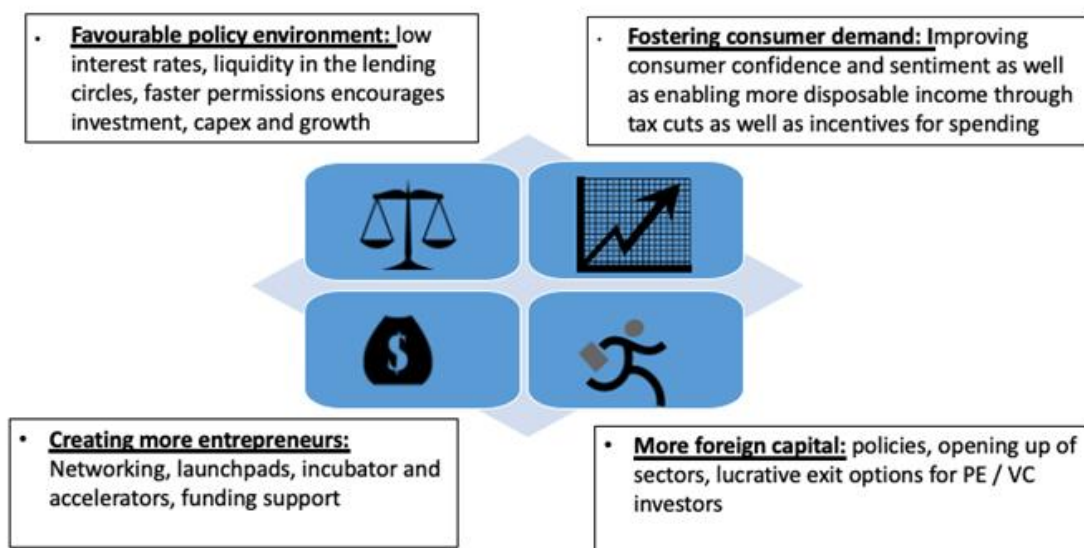 • Favourable policy environment: low
interest rates, liquidity in the lending
circles, faster permissions encourages
investment, capex and growth
• Fostering consumer demand: Improving
consumer confidence and sentiment as well
as enabling more disposable income through
tax cuts as well as incentives for spending
$
• Creating more entrepreneurs:
Networking, launchpads, incubator and
accelerators, funding support
• More foreign capital: policies, opening up of
sectors, lucrative exit options for PE / VC
investors